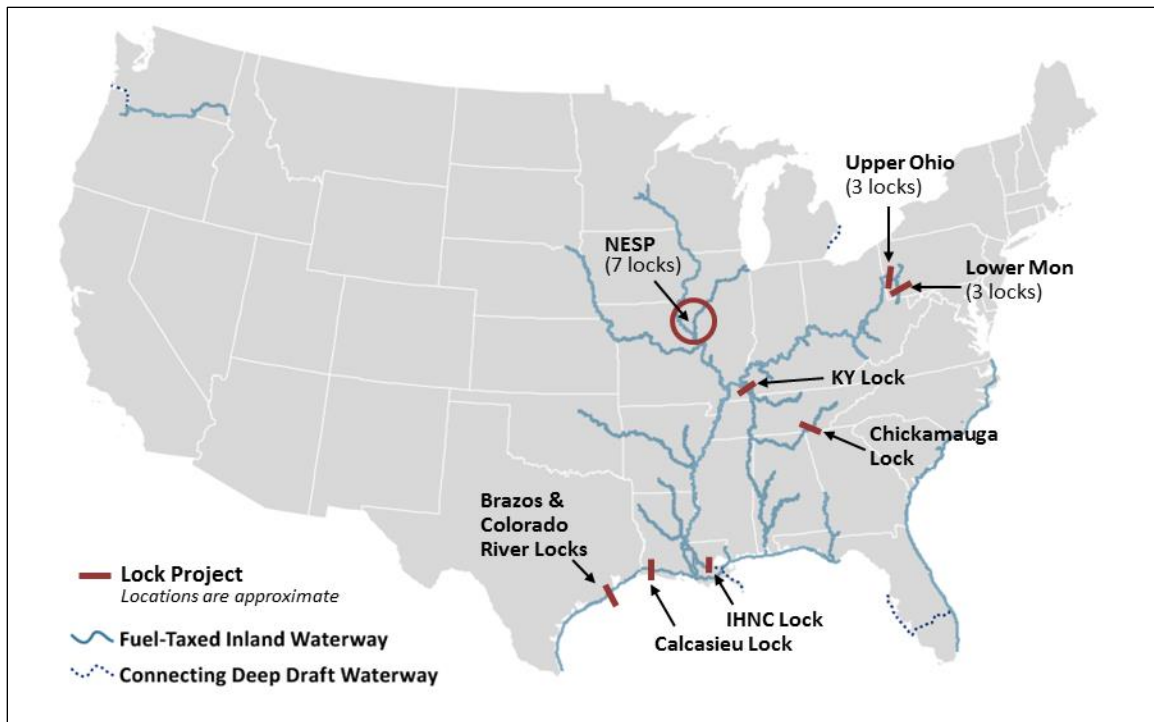 Upper Ohio
(3 locks)
NESP
(7 locks)
Lower Mon
(3 locks)
KY Lock
Chickamauga
Lock
Brazos &
Colorado
River Locks
IHNC Lock
Calcasieu Lock
Lock Project
Locations are approximate
Fuel-Taxed Inland Waterway
Connecting Deep Draft Waterway